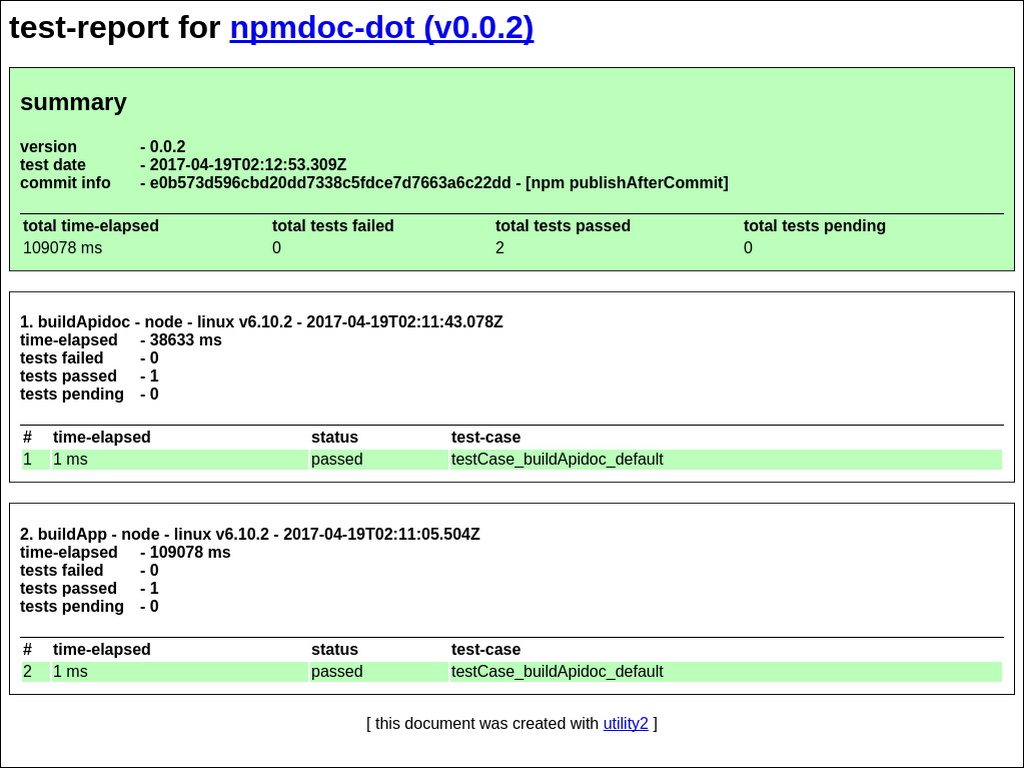 test-report for npmdoc-dot (v0.0.2)
summary
version - 0.0.2
test date - 2017-04-19T02:12:53.309Z
commit info - e0b573d596cbd20dd7338c5fdce7d7663a6c22dd - [npm publishAfterCommit]
total time-elapsed total tests failed total tests passed total tests pending
109078 ms 0 2 0
1. buildApidoc - node - linux v6.10.2 - 2017-04-19T02:11:43.078Z
time-elapsed - 38633 ms
tests failed - 0
tests passed - 1
tests pending - 0
# time-elapsed status test-case
1 1 ms passed testCase_buildApidoc_default
2. buildApp - node - linux v6.10.2 - 2017-04-19T02:11:05.504Z
time-elapsed - 109078 ms
tests failed - 0
tests passed - 1
tests pending - 0
# time-elapsed status test-case
2 1 ms passed testCase_buildApidoc_default
[ this document was created with utility2 ]